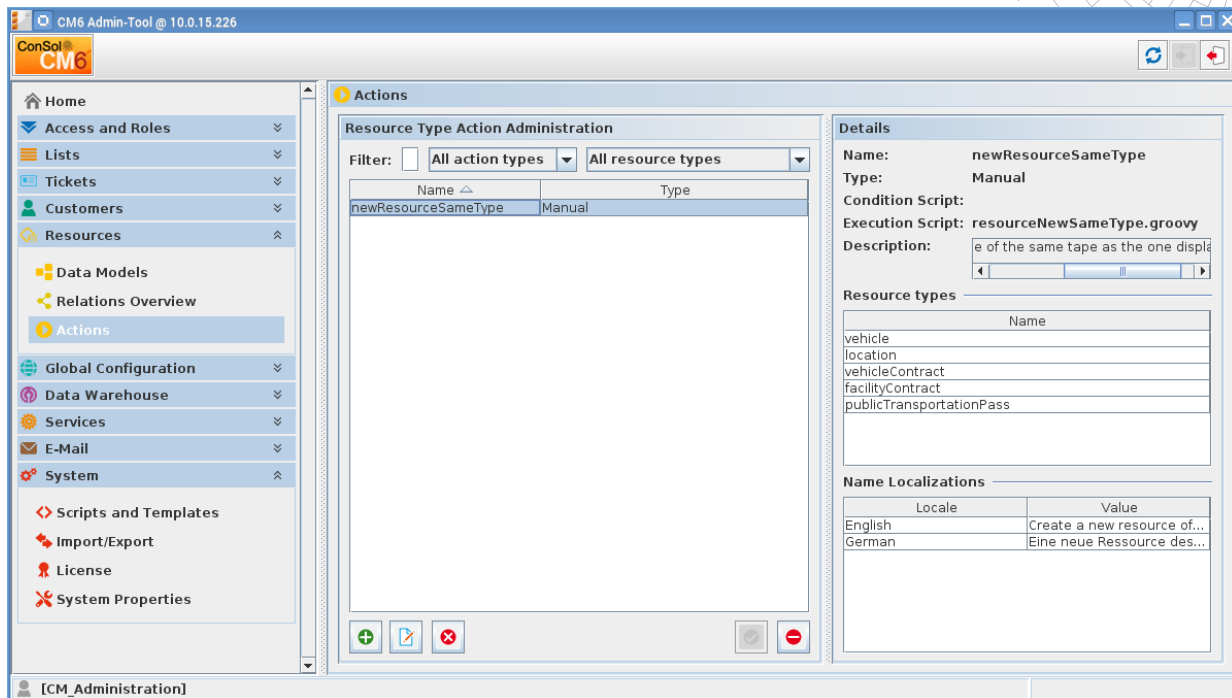 CM6 Admin-Tool @ 10.0.15.226
ConSol
CM6
Home
Access and Roles
Lists
Tickets
Customers
Resources
Data Models
Relations Overview
Actions
Global Configuration
Data Warehouse
Services
E-Mail
System
Scripts and Templates
Import/Export
License
System Properties
Actions
Resource Type Action Administration
Filter: All action types All resource types
Name Type
newResourceSameType Manual
Details
Name: newResourceSameType
Type: Manual
Condition Script:
Execution Script: resourceNewSameType.groovy
Description: e of the same tape as the one displa
Resource types
Name
vehicle
location
vehicleContract
facilityContract
publicTransportationPass
Name Localizations
Locale Value
English Create a new resource of...
German Eine neue Ressource des...
[CM_Administration]